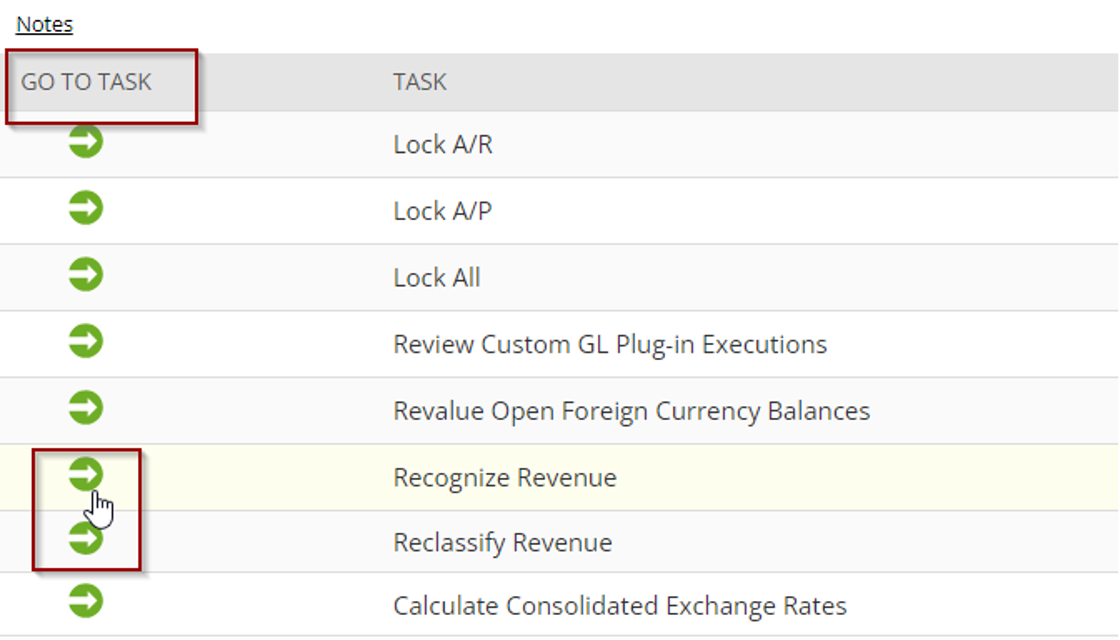 Notes
GO TO TASK TASK
Lock A/R
Lock A/P
Lock All
Review Custom GL Plug-in Executions
Revalue Open Foreign Currency Balances
Recognize Revenue
Reclassify Revenue
Calculate Consolidated Exchange Rates